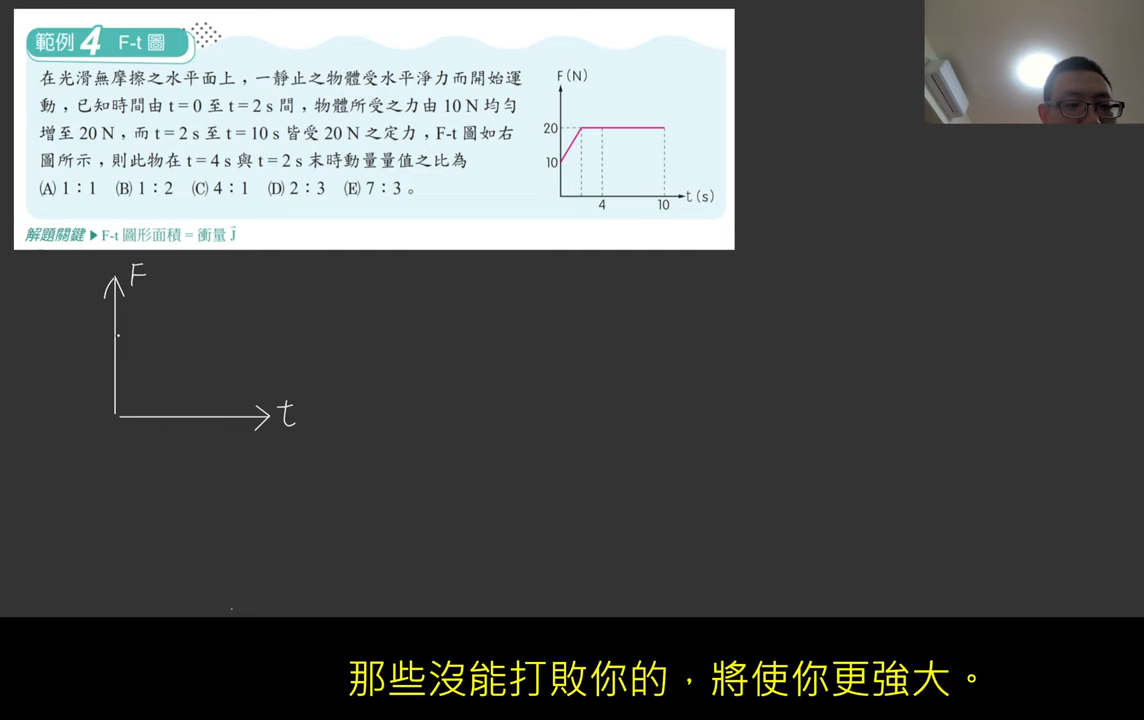 範例4 F-t 圖
在光滑無摩擦之水平面上，一靜止之物體受水平淨力而開始運
動，已知時間由 t=0 至 t=2 s 間，物體所受之力由 10 N 均勻
增至 20 N，而 t=2 s 至 t=10 s 皆受 20 N 之定力，F-t 圖如右
圖所示，則此物在 t=4 s 與 t=2 s 末時動量量值之比為
(A) 1：1 (B) 1：2 (C) 4：1 (D) 2：3 (E) 7：3。
F(N)
20
10
4
10
t(s)
解題關鍵▶F-t 圖形面積=衝量 J⃗
F
t
那些沒能打敗你的，將使你更強大。